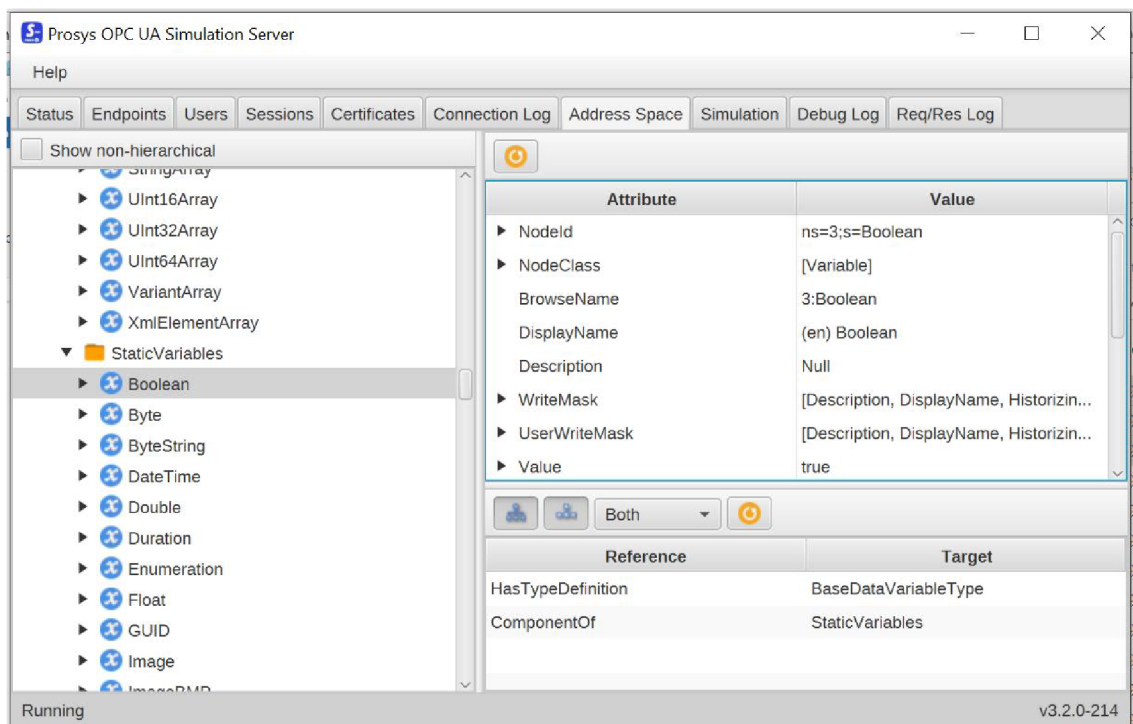 Prosys OPC UA Simulation Server
Help
Status Endpoints Users Sessions Certificates Connection Log Address Space Simulation Debug Log Req/Res Log
Show non-hierarchical
StringArray
UInt16Array
UInt32Array
UInt64Array
VariantArray
XmlElementArray
StaticVariables
Boolean
Byte
ByteString
DateTime
Double
Duration
Enumeration
Float
GUID
Image
ImageBMP
Attribute Value
NodeId ns=3;s=Boolean
NodeClass [Variable]
BrowseName 3:Boolean
DisplayName (en) Boolean
Description Null
WriteMask [Description, DisplayName, Historizin...
UserWriteMask [Description, DisplayName, Historizin...
Value true
Both
Reference Target
HasTypeDefinition BaseDataVariableType
ComponentOf StaticVariables
Running v3.2.0-214